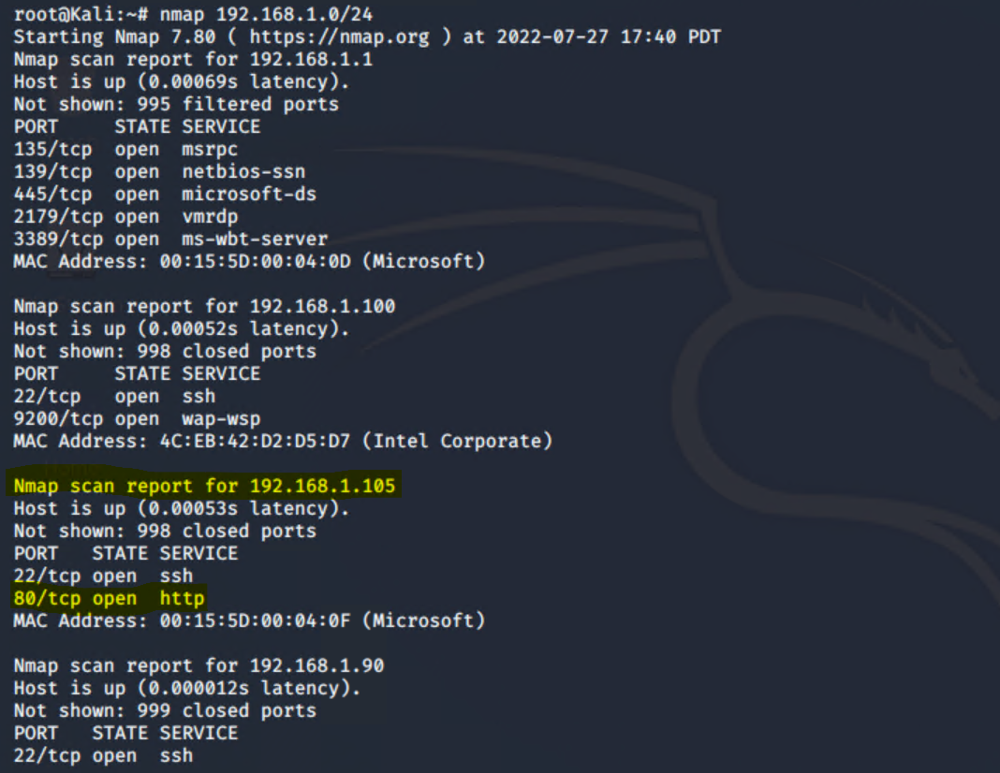 root@Kali:~# nmap 192.168.1.0/24
Starting Nmap 7.80 ( https://nmap.org ) at 2022-07-27 17:40 PDT
Nmap scan report for 192.168.1.1
Host is up (0.00069s latency).
Not shown: 995 filtered ports
PORT     STATE SERVICE
135/tcp  open  msrpc
139/tcp  open  netbios-ssn
445/tcp  open  microsoft-ds
2179/tcp open  vmrdp
3389/tcp open  ms-wbt-server
MAC Address: 00:15:5D:00:04:0D (Microsoft)

Nmap scan report for 192.168.1.100
Host is up (0.00052s latency).
Not shown: 998 closed ports
PORT     STATE SERVICE
22/tcp   open  ssh
9200/tcp open  wap-wsp
MAC Address: 4C:EB:42:D2:D5:D7 (Intel Corporate)

Nmap scan report for 192.168.1.105
Host is up (0.00053s latency).
Not shown: 998 closed ports
PORT   STATE SERVICE
22/tcp open  ssh
80/tcp open  http
MAC Address: 00:15:5D:00:04:0F (Microsoft)

Nmap scan report for 192.168.1.90
Host is up (0.000012s latency).
Not shown: 999 closed ports
PORT   STATE SERVICE
22/tcp open  ssh